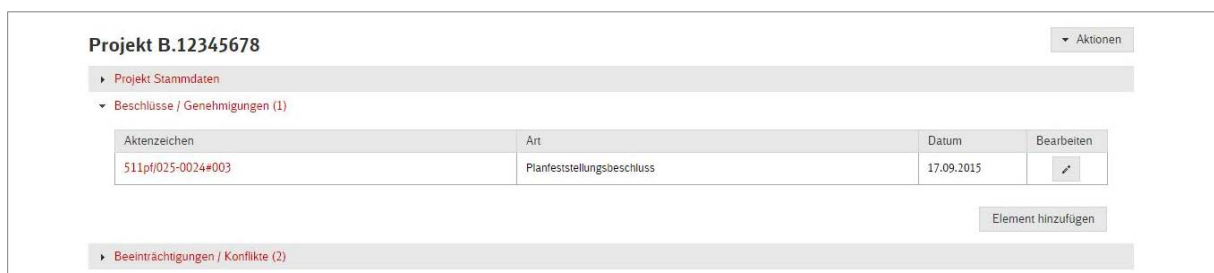 Projekt B.12345678
Aktionen
Projekt Stammdaten
Beschlüsse / Genehmigungen (1)
Aktenzeichen Art Datum Bearbeiten
511pf/025-0024#003 Planfeststellungsbeschluss 17.09.2015
Element hinzufügen
Beeinträchtigungen / Konflikte (2)